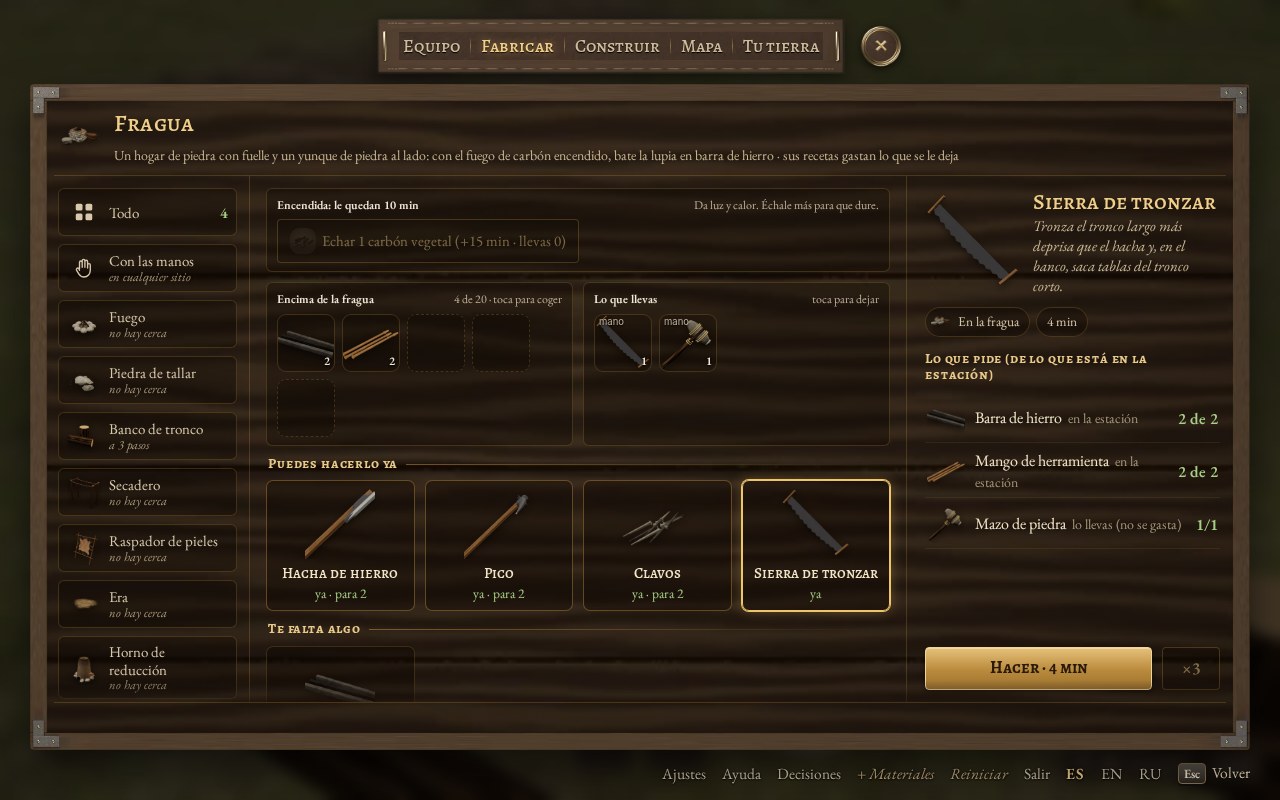 Equipo
Fabricar
Construir
Mapa
Tu tierra
Fragua
Un hogar de piedra con fuelle y un yunque de piedra al lado: con el fuego de carbón encendido, bate la lupia en barra de hierro · sus recetas gastan lo que se le deja
Todo 4
Con las manos
en cualquier sitio
Fuego
no hay cerca
Piedra de tallar
no hay cerca
Banco de tronco
a 3 pasos
Secadero
no hay cerca
Raspador de pieles
no hay cerca
Era
no hay cerca
Horno de
reducción
no hay cerca
Encendida: le quedan 10 min
Da luz y calor. Échale más para que dure.
Echar 1 carbón vegetal (+15 min · llevas 0)
Encima de la fragua
4 de 20 · toca para coger
2
2
Lo que llevas
toca para dejar
mano
1
mano
1
Puedes hacerlo ya
Hacha de hierro
ya · para 2
Pico
ya · para 2
Clavos
ya · para 2
Sierra de tronzar
ya
Te falta algo
Sierra de tronzar
Tronza el tronco largo más
deprisa que el hacha y, en el
banco, saca tablas del tronco
corto.
En la fragua
4 min
Lo que pide (de lo que está en la
estación)
Barra de hierro en la estación 2 de 2
Mango de herramienta en la
estación
2 de 2
Mazo de piedra lo llevas (no se gasta) 1/1
Hacer · 4 min
×3
Ajustes
Ayuda
Decisiones
+ Materiales
Reiniciar
Salir
ES
EN
RU
Esc
Volver